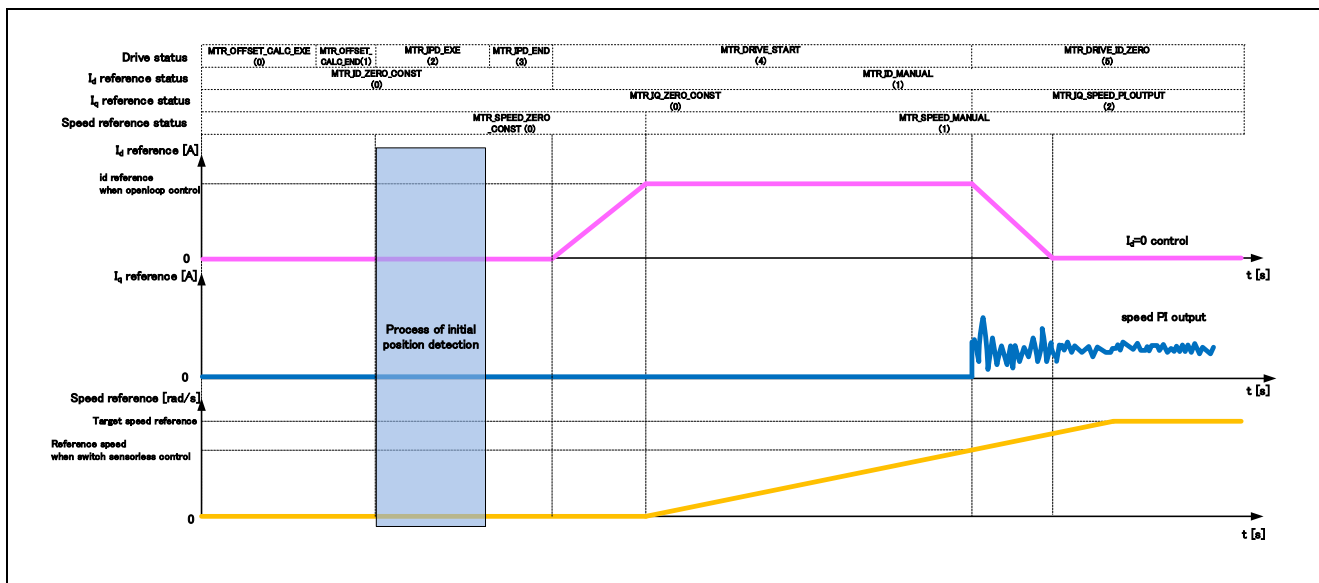 Drive status
MTR_OFFSET_CALC_EXE
(0)
MTR_OFFSET_
CALC_END(1)
MTR_IPD_EXE
(2)
MTR_IPD_END
(3)
MTR_DRIVE_START
(4)
MTR_DRIVE_ID_ZERO
(5)
Id reference status
MTR_ID_ZERO_CONST
(0)
MTR_ID_MANUAL
(1)
Iq reference status
MTR_IQ_ZERO_CONST
(0)
MTR_IQ_SPEED_PI_OUTPUT
(2)
Speed reference status
MTR_SPEED_ZERO
_CONST (0)
MTR_SPEED_MANUAL
(1)
Id reference [A]
id reference
when openloop control
0
Id=0 control
t [s]
Iq reference [A]
Process of initial
position detection
speed PI output
0
t [s]
Speed reference [rad/s]
Target speed reference
Reference speed
when switch sensorless control
0
t [s]